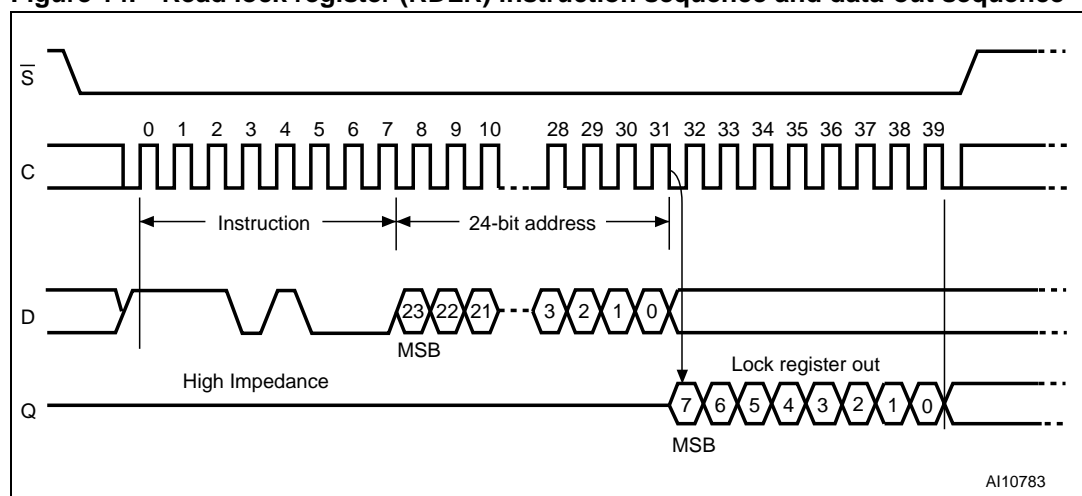 Figure 14. Read lock register (RDLR) instruction sequence and data-out sequence
S
0 1 2 3 4 5 6 7 8 9 10 28 29 30 31 32 33 34 35 36 37 38 39
C
Instruction 24-bit address
D
23 22 21 3 2 1 0
MSB
High Impedance
Lock register out
Q
7 6 5 4 3 2 1 0
MSB
AI10783